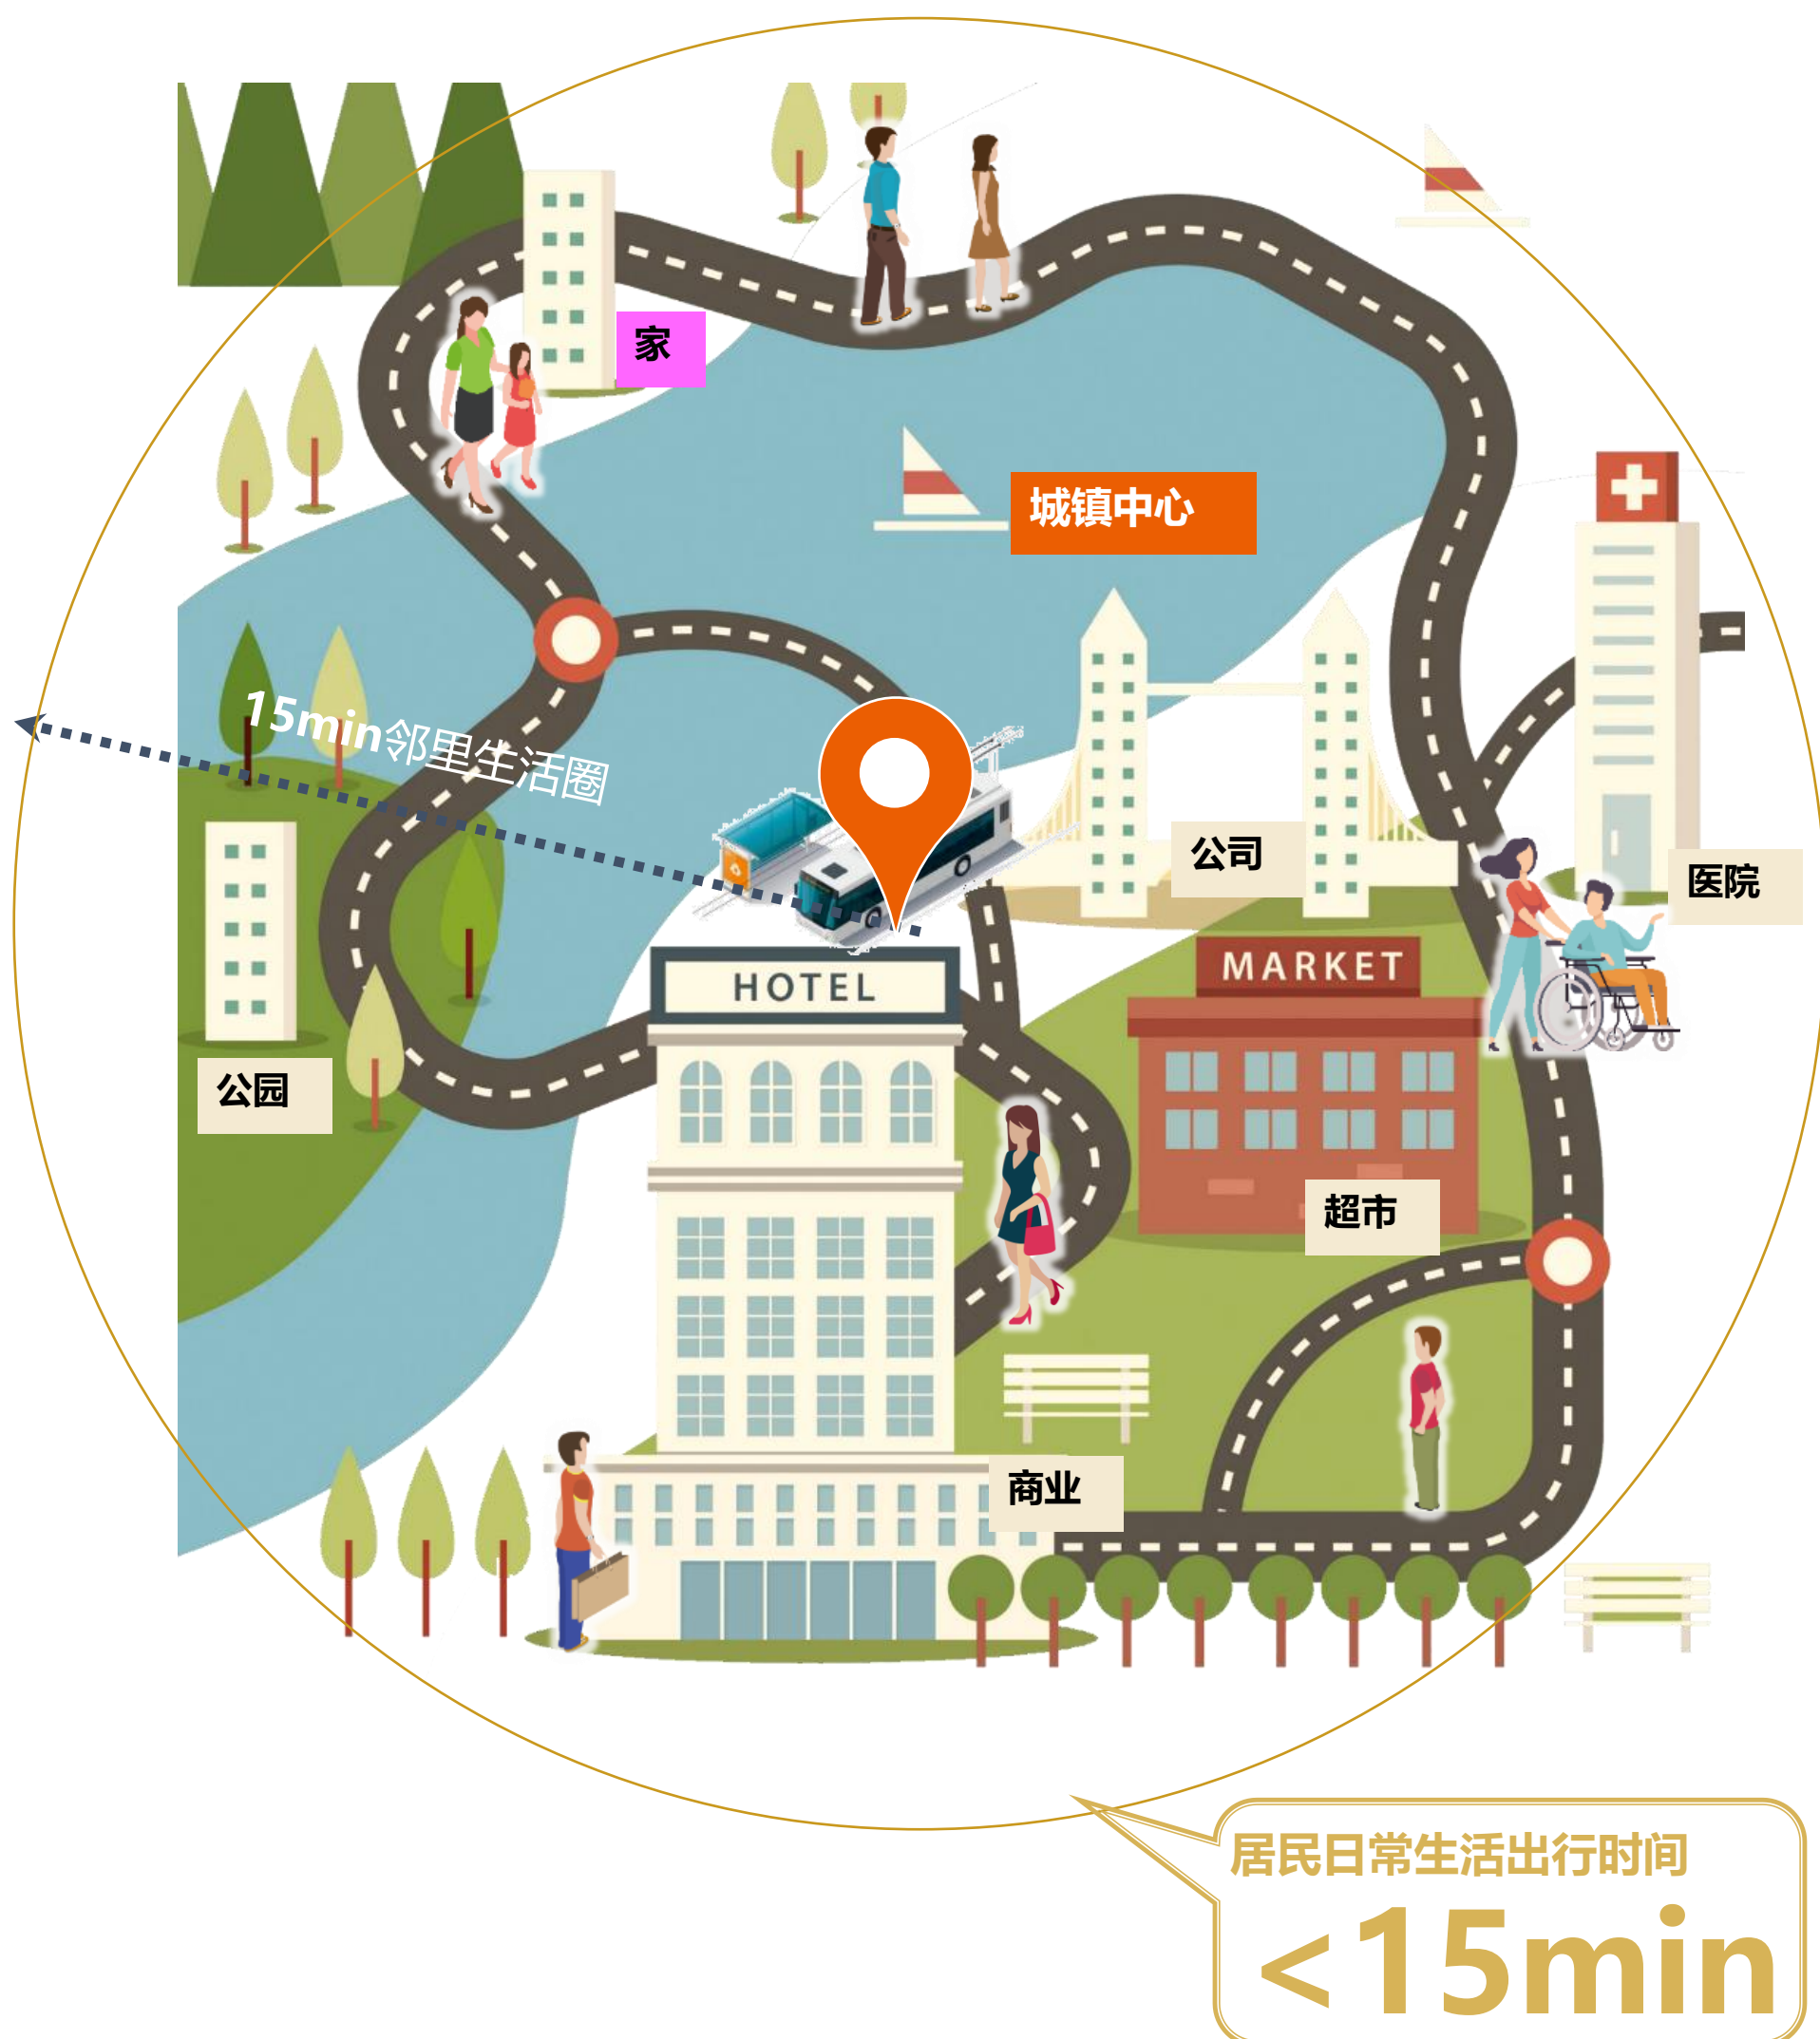 家
城镇中心
15min邻里生活圈
公司
医院
HOTEL
MARKET
公园
超市
商业
居民日常生活出行时间
<15min